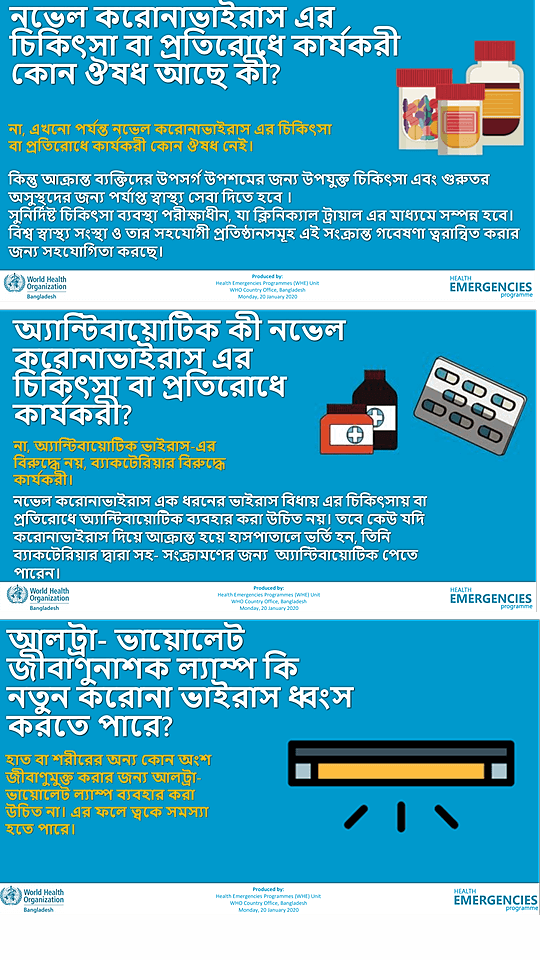 নভেল করোনাভাইরাস এর
চিকিৎসা বা প্রতিরোধে কার্যকরী
কোন ঔষধ আছে কী?
না, এখনো পর্যন্ত নভেল করোনাভাইরাস এর চিকিৎসা
বা প্রতিরোধে কার্যকরী কোন ঔষধ নেই।
কিন্তু আক্রান্ত ব্যক্তিদের উপসর্গ উপশমের জন্য উপযুক্ত চিকিৎসা এবং গুরুতর
অসুস্থদের জন্য পর্যাপ্ত স্বাস্থ্য সেবা দিতে হবে ।
সুনির্দিষ্ট চিকিৎসা ব্যবস্থা পরীক্ষাধীন, যা ক্লিনিক্যাল ট্রায়াল এর মাধ্যমে সম্পন্ন হবে।
বিশ্ব স্বাস্থ্য সংস্থা ও তার সহযোগী প্রতিষ্ঠানসমূহ এই সংক্রান্ত গবেষণা ত্বরান্বিত করার
জন্য সহযোগিতা করছে।
World Health
Organization
Bangladesh
Produced by:
Health Emergencies Programmes (WHE) Unit
WHO Country Office, Bangladesh
Monday, 20 January 2020
HEALTH
EMERGENCIES
programme
অ্যান্টিবায়োটিক কী নভেল
করোনাভাইরাস এর
চিকিৎসা বা প্রতিরোধে
কার্যকরী?
না, অ্যান্টিবায়োটিক ভাইরাস-এর
বিরুদ্ধে নয়, ব্যাকটেরিয়ার বিরুদ্ধে
কার্যকরী।
নভেল করোনাভাইরাস এক ধরনের ভাইরাস বিধায় এর চিকিৎসায় বা
প্রতিরোধে অ্যান্টিবায়োটিক ব্যবহার করা উচিত নয়। তবে কেউ যদি
করোনাভাইরাস দিয়ে আক্রান্ত হয়ে হাসপাতালে ভর্তি হন, তিনি
ব্যাকটেরিয়ার দ্বারা সহ- সংক্রামণের জন্য অ্যান্টিবায়োটিক পেতে
পারেন।
World Health
Organization
Bangladesh
Produced by:
Health Emergencies Programmes (WHE) Unit
WHO Country Office, Bangladesh
Monday, 20 January 2020
HEALTH
EMERGENCIES
programme
আলট্রা- ভায়োলেট
জীবাণুনাশক ল্যাম্প কি
নতুন করোনা ভাইরাস ধ্বংস
করতে পারে?
হাত বা শরীরের অন্য কোন অংশ
জীবাণুমুক্ত করার জন্য আলট্রা-
ভায়োলেট ল্যাম্প ব্যবহার করা
উচিত না। এর ফলে ত্বকে সমস্যা
হতে পারে।
World Health
Organization
Bangladesh
Produced by:
Health Emergencies Programmes (WHE) Unit
WHO Country Office, Bangladesh
Monday, 20 January 2020
HEALTH
EMERGENCIES
programme